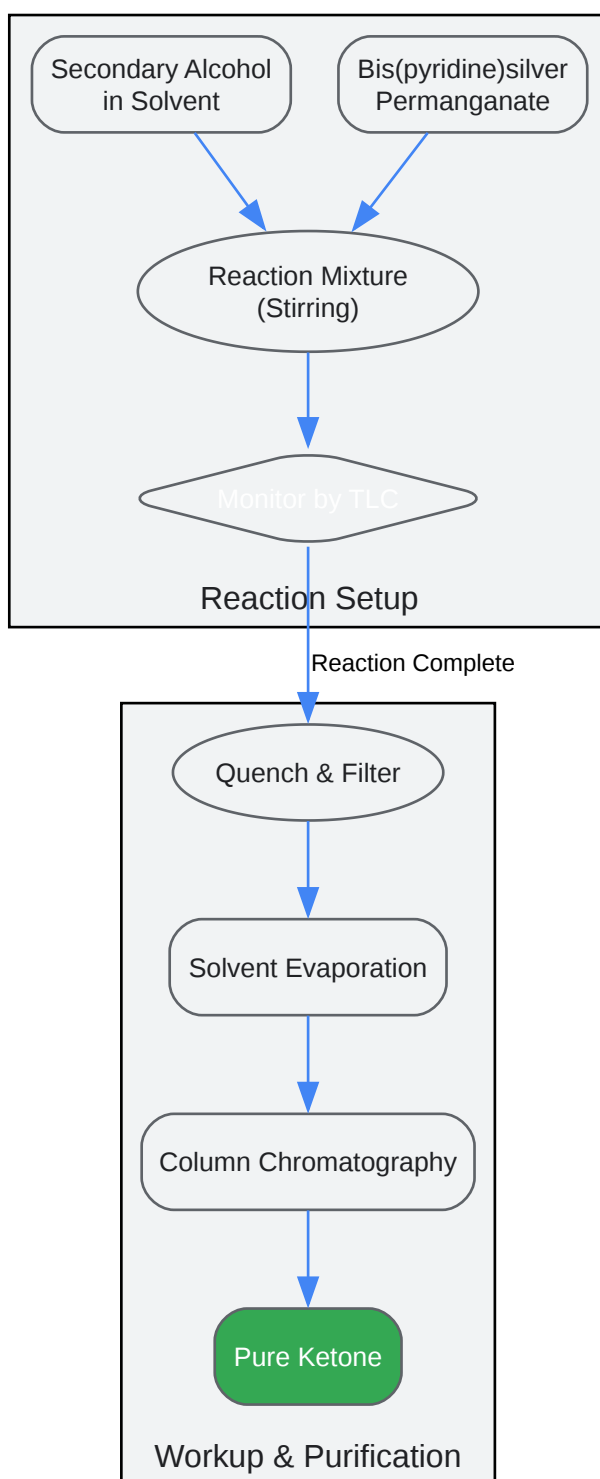 Secondary Alcohol
in Solvent
Bis(pyridine)silver
Permanganate
Reaction Mixture
(Stirring)
Monitor by TLC
Reaction Setup
Reaction Complete
Quench & Filter
Solvent Evaporation
Column Chromatography
Pure Ketone
Workup & Purification